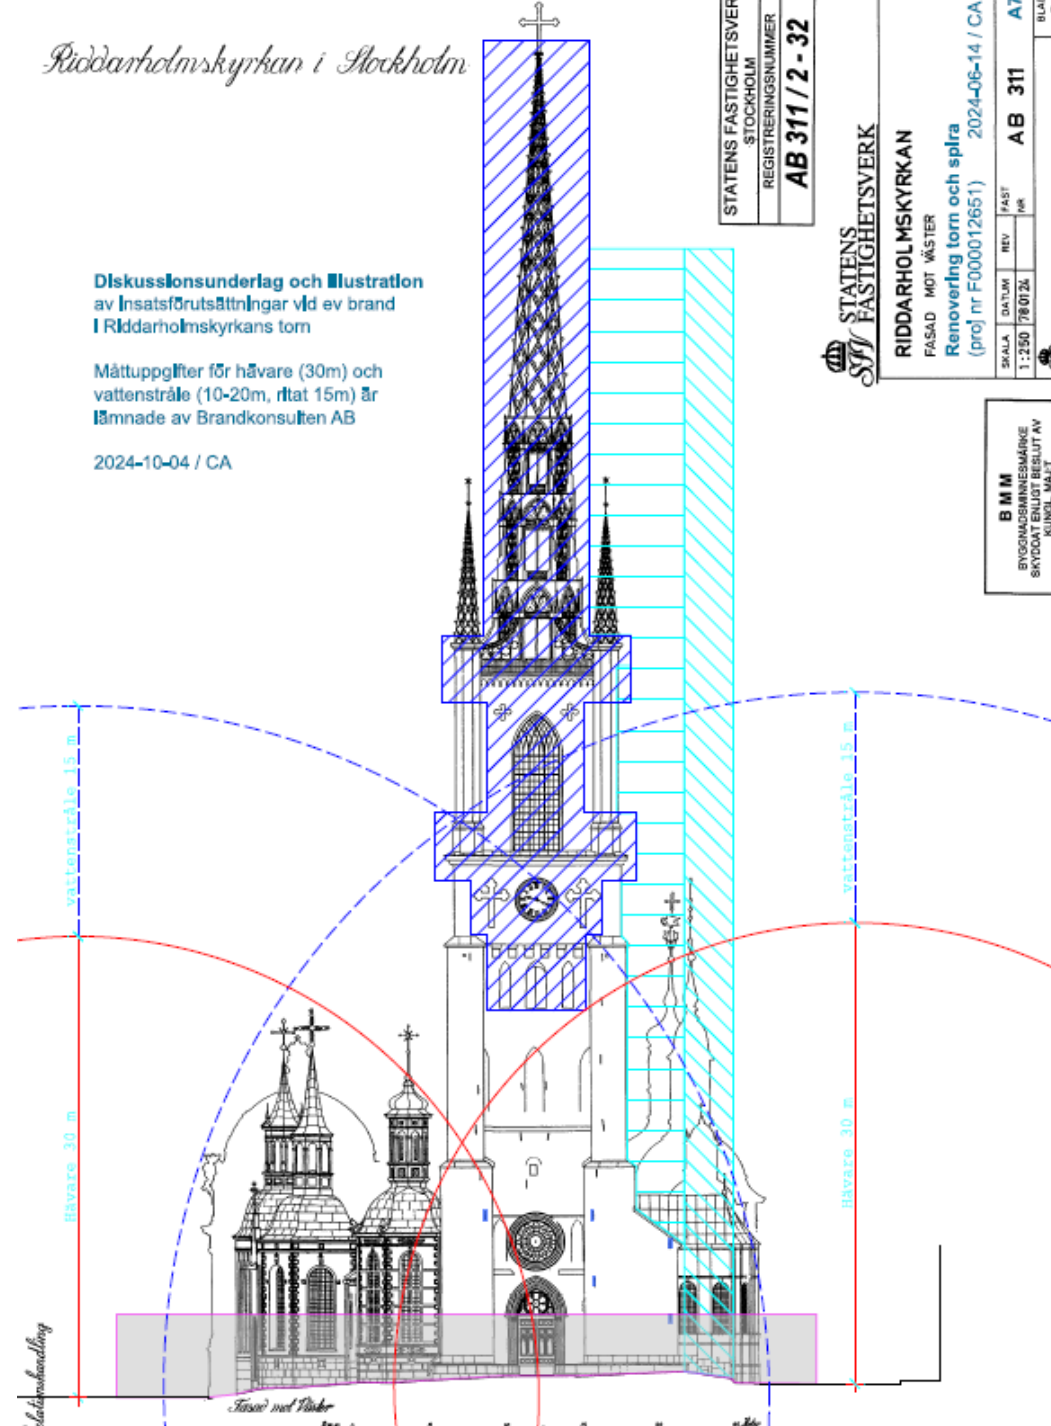 Riddarholmskyrkan i Stockholm
Diskussionsunderlag och illustration
av insatsförutsättningar vid ev brand
i Riddarholmskyrkans torn
Måttuppgifter för hävare (30m) och
vattenstråle (10-20m, ritat 15m) är
lämnade av Brandkonsulten AB
2024-10-04 / CA
STATENS FASTIGHETSVER
STOCKHOLM
REGISTRERINGSNUMMER
AB 311 / 2 - 32
STATENS
FASTIGHETSVERK
SFV
RIDDARHOLMSKYRKAN
FASAD MOT VÄSTER
Renovering torn och spira
(proj nr F000012651) 2024-06-14 / CA
SKALA DATUM REV FAST
NR
1:250 780124 AB 311 A7
BMM
BYGGNADSMINNESMÄRKE
SKYDDAT ENLIGT BESLUT AV
KUNGL. MAJ:T
vattenstråle 15 m
Hävare 30 m
vattenstråle 15 m
Hävare 30 m
Fasad mot Väster